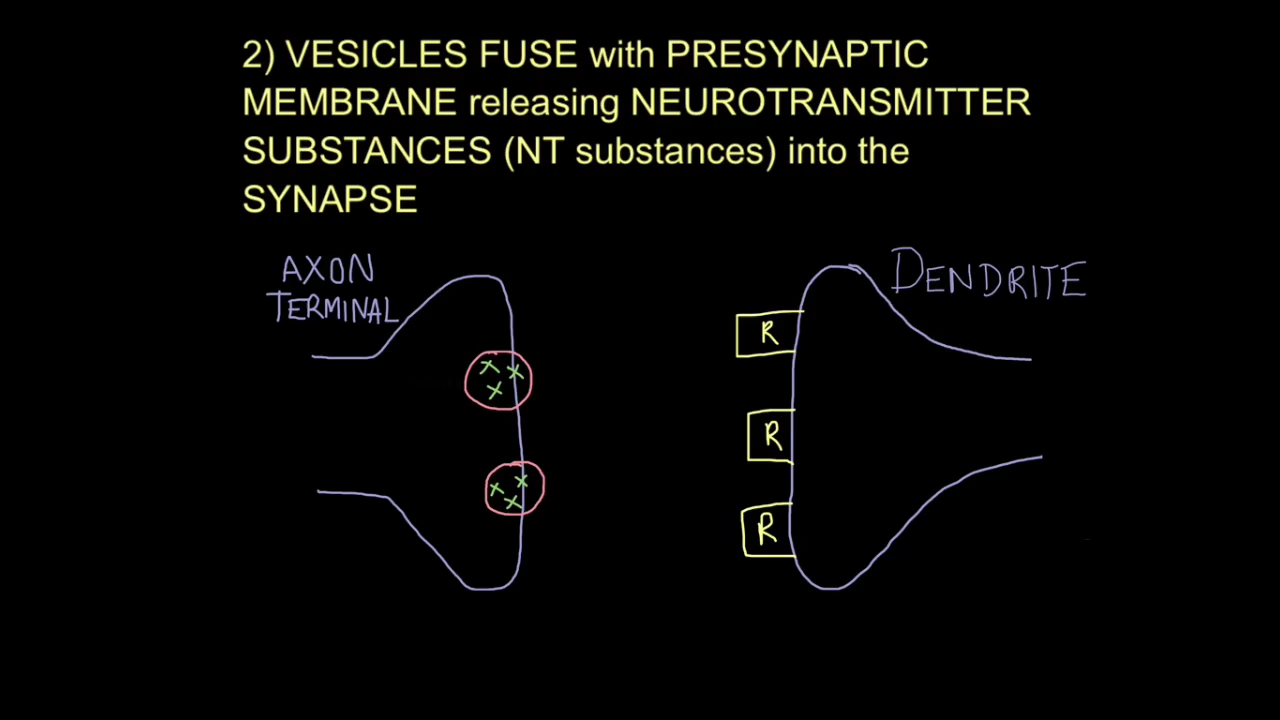 2) VESICLES FUSE with PRESYNAPTIC
MEMBRANE releasing NEUROTRANSMITTER
SUBSTANCES (NT substances) into the
SYNAPSE
AXON
TERMINAL
DENDRITE
R
R
R